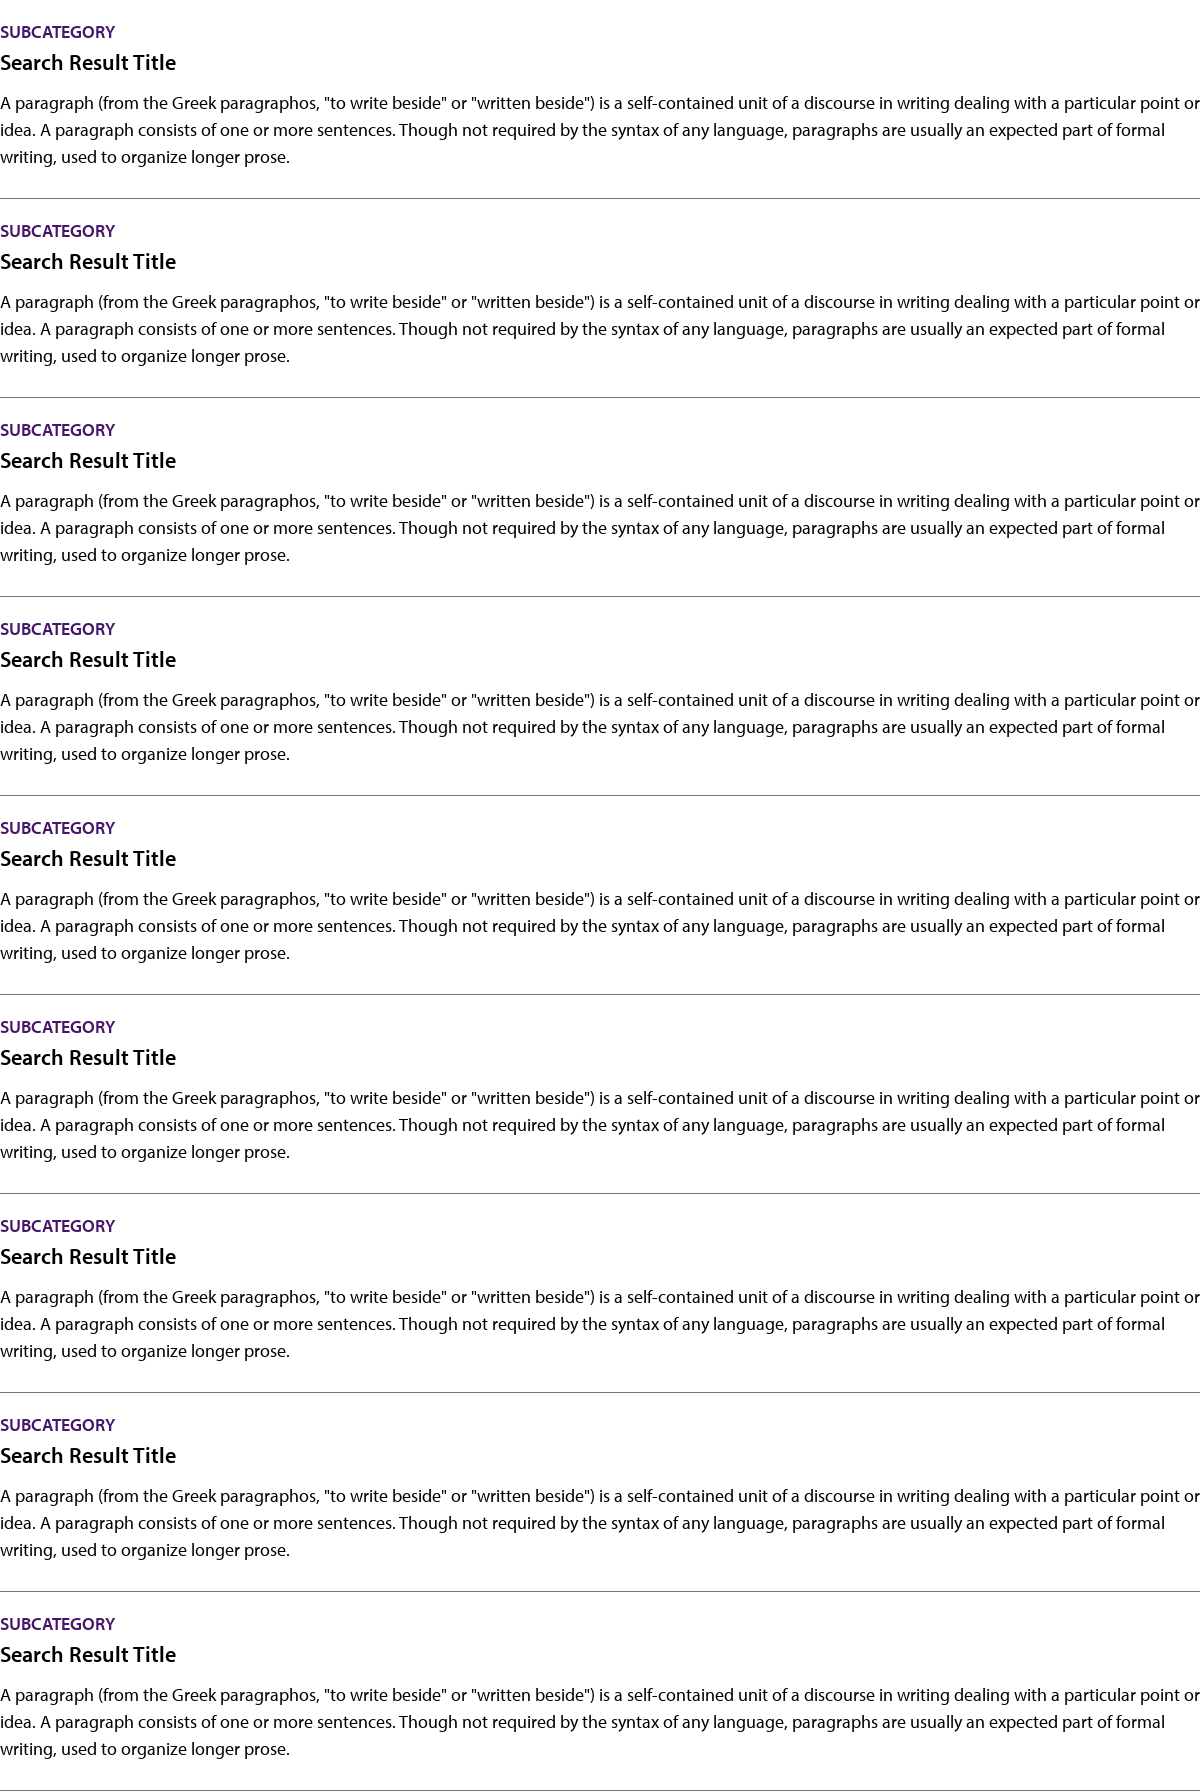 SUBCATEGORY
Search Result Title
A paragraph (from the Greek paragraphos, "to write beside" or "written beside") is a self-contained unit of a discourse in writing dealing with a particular point or
idea. A paragraph consists of one or more sentences. Though not required by the syntax of any language, paragraphs are usually an expected part of formal
writing, used to organize longer prose.
SUBCATEGORY
Search Result Title
A paragraph (from the Greek paragraphos, "to write beside" or "written beside") is a self-contained unit of a discourse in writing dealing with a particular point or
idea. A paragraph consists of one or more sentences. Though not required by the syntax of any language, paragraphs are usually an expected part of formal
writing, used to organize longer prose.
SUBCATEGORY
Search Result Title
A paragraph (from the Greek paragraphos, "to write beside" or "written beside") is a self-contained unit of a discourse in writing dealing with a particular point or
idea. A paragraph consists of one or more sentences. Though not required by the syntax of any language, paragraphs are usually an expected part of formal
writing, used to organize longer prose.
SUBCATEGORY
Search Result Title
A paragraph (from the Greek paragraphos, "to write beside" or "written beside") is a self-contained unit of a discourse in writing dealing with a particular point or
idea. A paragraph consists of one or more sentences. Though not required by the syntax of any language, paragraphs are usually an expected part of formal
writing, used to organize longer prose.
SUBCATEGORY
Search Result Title
A paragraph (from the Greek paragraphos, "to write beside" or "written beside") is a self-contained unit of a discourse in writing dealing with a particular point or
idea. A paragraph consists of one or more sentences. Though not required by the syntax of any language, paragraphs are usually an expected part of formal
writing, used to organize longer prose.
SUBCATEGORY
Search Result Title
A paragraph (from the Greek paragraphos, "to write beside" or "written beside") is a self-contained unit of a discourse in writing dealing with a particular point or
idea. A paragraph consists of one or more sentences. Though not required by the syntax of any language, paragraphs are usually an expected part of formal
writing, used to organize longer prose.
SUBCATEGORY
Search Result Title
A paragraph (from the Greek paragraphos, "to write beside" or "written beside") is a self-contained unit of a discourse in writing dealing with a particular point or
idea. A paragraph consists of one or more sentences. Though not required by the syntax of any language, paragraphs are usually an expected part of formal
writing, used to organize longer prose.
SUBCATEGORY
Search Result Title
A paragraph (from the Greek paragraphos, "to write beside" or "written beside") is a self-contained unit of a discourse in writing dealing with a particular point or
idea. A paragraph consists of one or more sentences. Though not required by the syntax of any language, paragraphs are usually an expected part of formal
writing, used to organize longer prose.
SUBCATEGORY
Search Result Title
A paragraph (from the Greek paragraphos, "to write beside" or "written beside") is a self-contained unit of a discourse in writing dealing with a particular point or
idea. A paragraph consists of one or more sentences. Though not required by the syntax of any language, paragraphs are usually an expected part of formal
writing, used to organize longer prose.